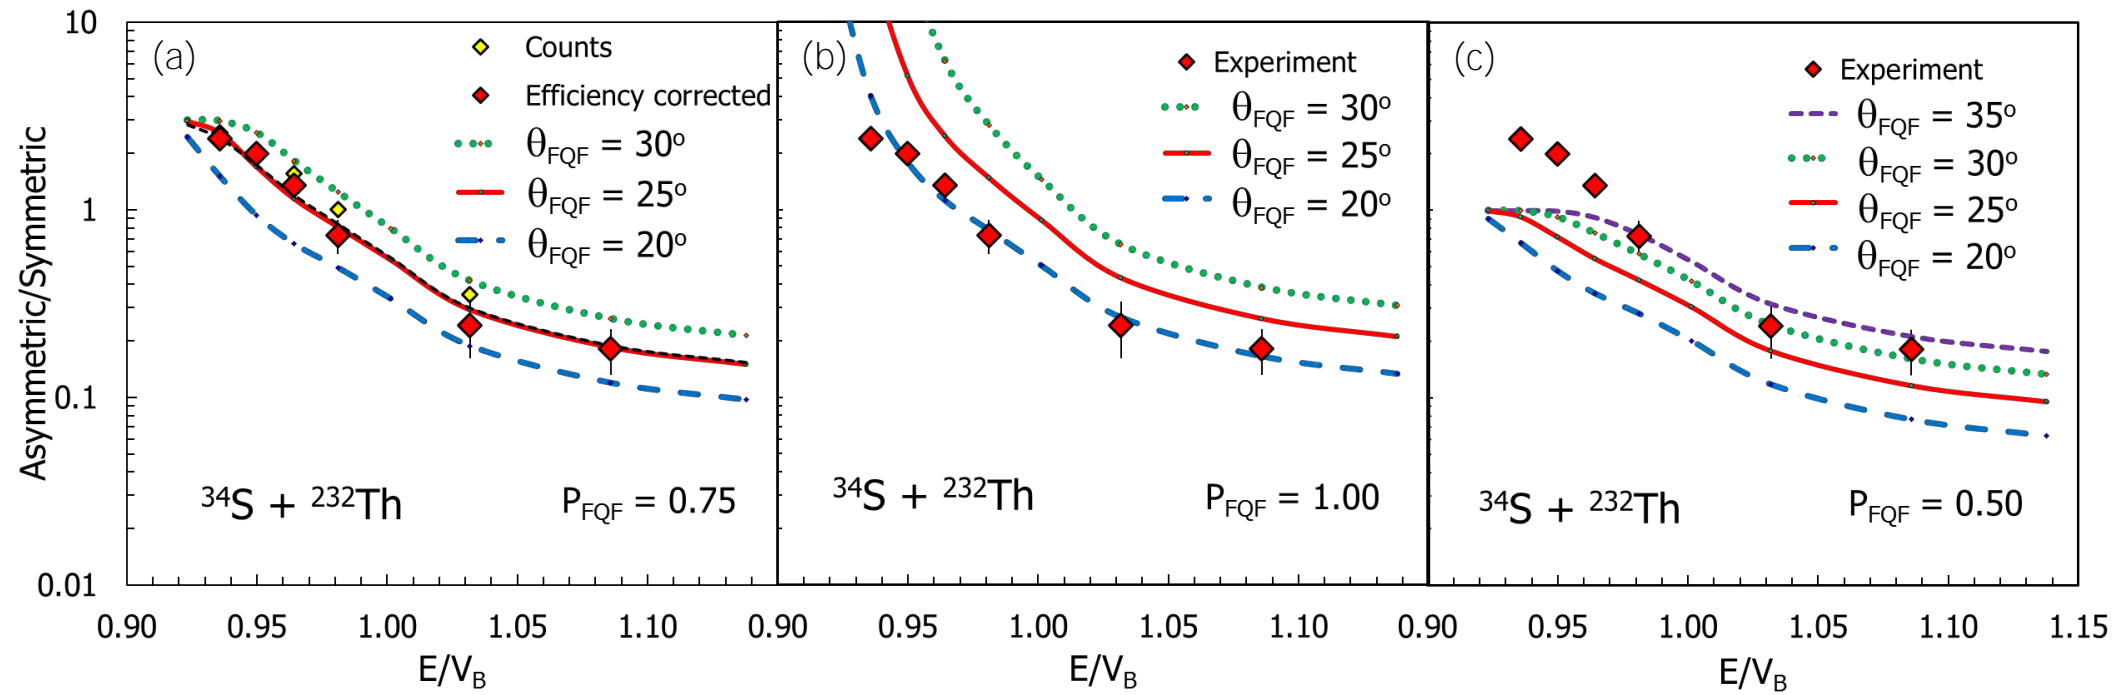 Asymmetric/Symmetric
10
1
0.1
0.01
(a)
Counts
Efficiency corrected
θFQF = 30º
θFQF = 25º
θFQF = 20º
34S + 232Th
PFQF = 0.75
0.90
0.95
1.00
1.05
1.10
E/VB
(b)
Experiment
θFQF = 30º
θFQF = 25º
θFQF = 20º
34S + 232Th
PFQF = 1.00
0.90
0.95
1.00
1.05
1.10
E/VB
(c)
Experiment
θFQF = 35º
θFQF = 30º
θFQF = 25º
θFQF = 20º
34S + 232Th
PFQF = 0.50
0.90
0.95
1.00
1.05
1.10
1.15
E/VB